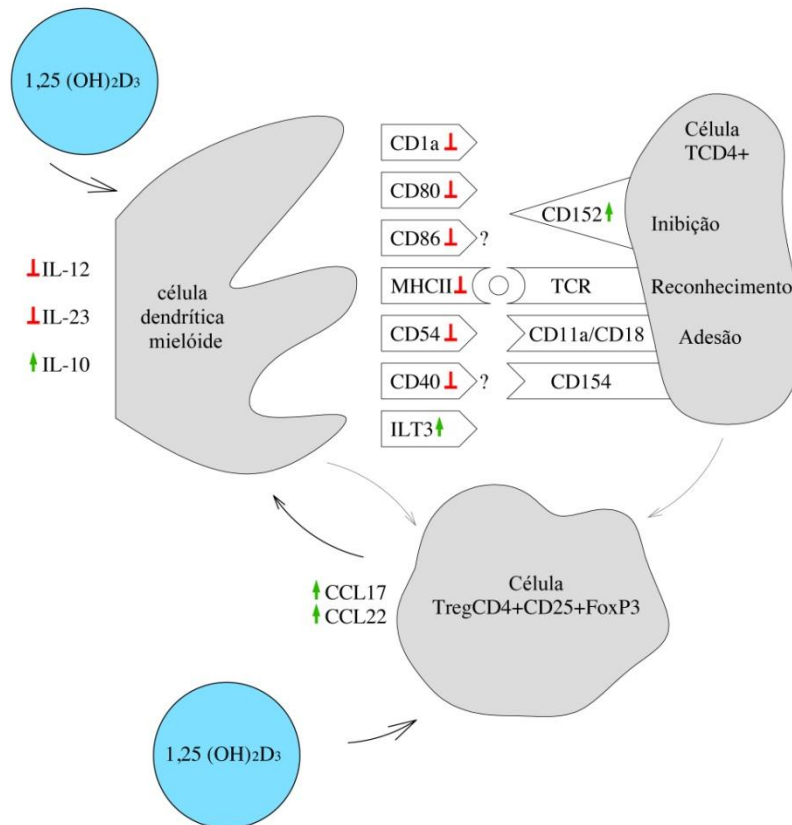 1,25 (OH)₂D₃
CD1a
CD80
CD86 ?
MHCII
CD54
CD40 ?
ILT3
IL-12
IL-23
IL-10
célula
dendrítica
mielóide
Célula
TCD4+
CD152
Inibição
TCR
Reconhecimento
CD11a/CD18
Adesão
CD154
CCL17
CCL22
Célula
TregCD4+CD25+FoxP3
1,25 (OH)₂D₃